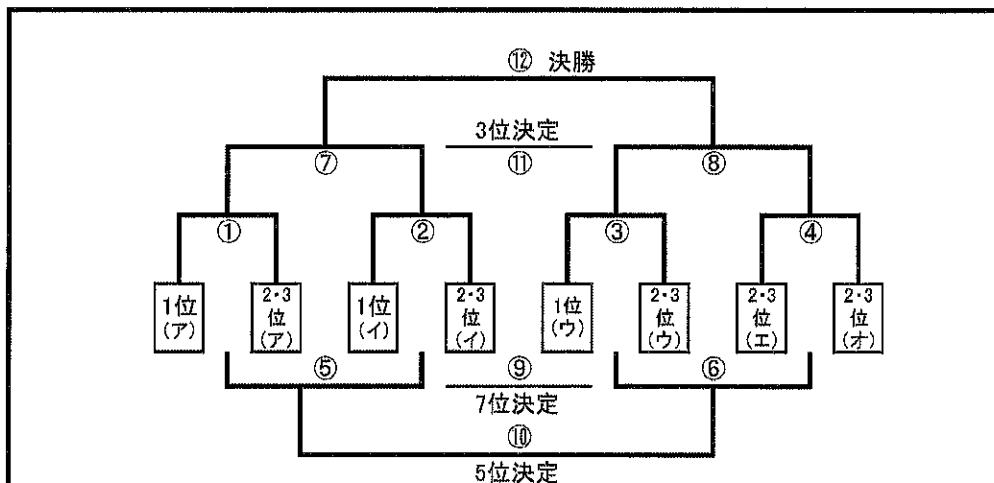 ⑫ 決勝
3位決定
⑦
⑪
⑧
①
②
③
④
1位
(ア)
2・3
位
(ア)
1位
(イ)
2・3
位
(イ)
1位
(ウ)
2・3
位
(ウ)
2・3
位
(エ)
2・3
位
(オ)
⑤
⑨
⑥
7位決定
⑩
5位決定